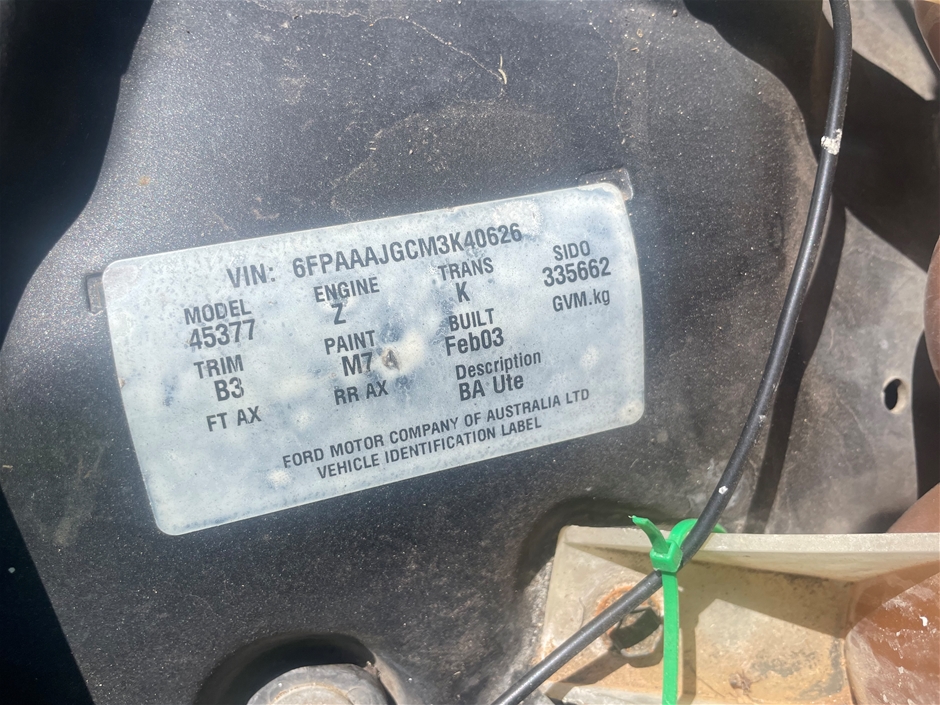 VIN: 6FPAAAJGCM3K40626
MODEL ENGINE TRANS SIDO
45377 Z K 335662
TRIM PAINT BUILT GVM.kg
B3 M7 A Feb03
FT AX RR AX Description
BA Ute
FORD MOTOR COMPANY OF AUSTRALIA LTD
VEHICLE IDENTIFICATION LABEL